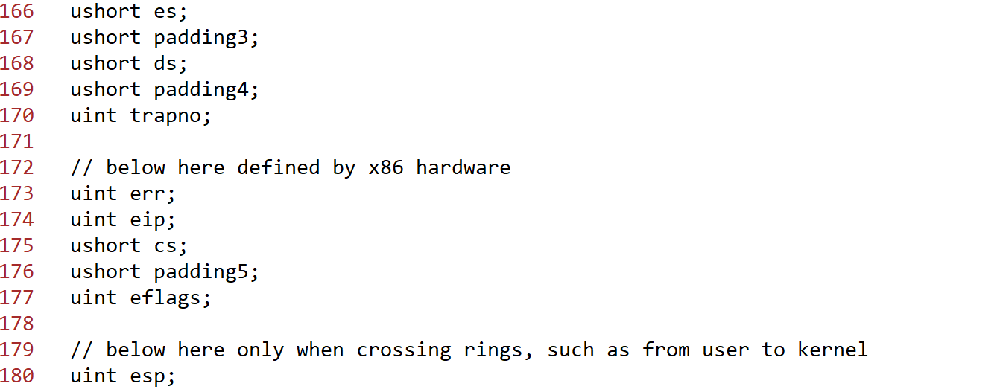 166   ushort es;
167   ushort padding3;
168   ushort ds;
169   ushort padding4;
170   uint trapno;
171
172   // below here defined by x86 hardware
173   uint err;
174   uint eip;
175   ushort cs;
176   ushort padding5;
177   uint eflags;
178
179   // below here only when crossing rings, such as from user to kernel
180   uint esp;